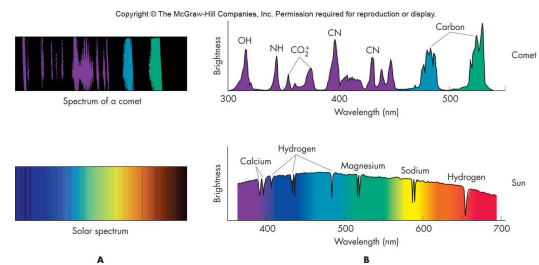 Copyright © The McGraw-Hill Companies, Inc. Permission required for reproduction or display.
Spectrum of a comet
Brightness
OH
NH
CO₂⁺
CN
CN
Carbon
Comet
300
400
500
Wavelength (nm)
Solar spectrum
Brightness
Calcium
Hydrogen
Magnesium
Sodium
Hydrogen
Sun
400
500
600
700
Wavelength (nm)
A
B